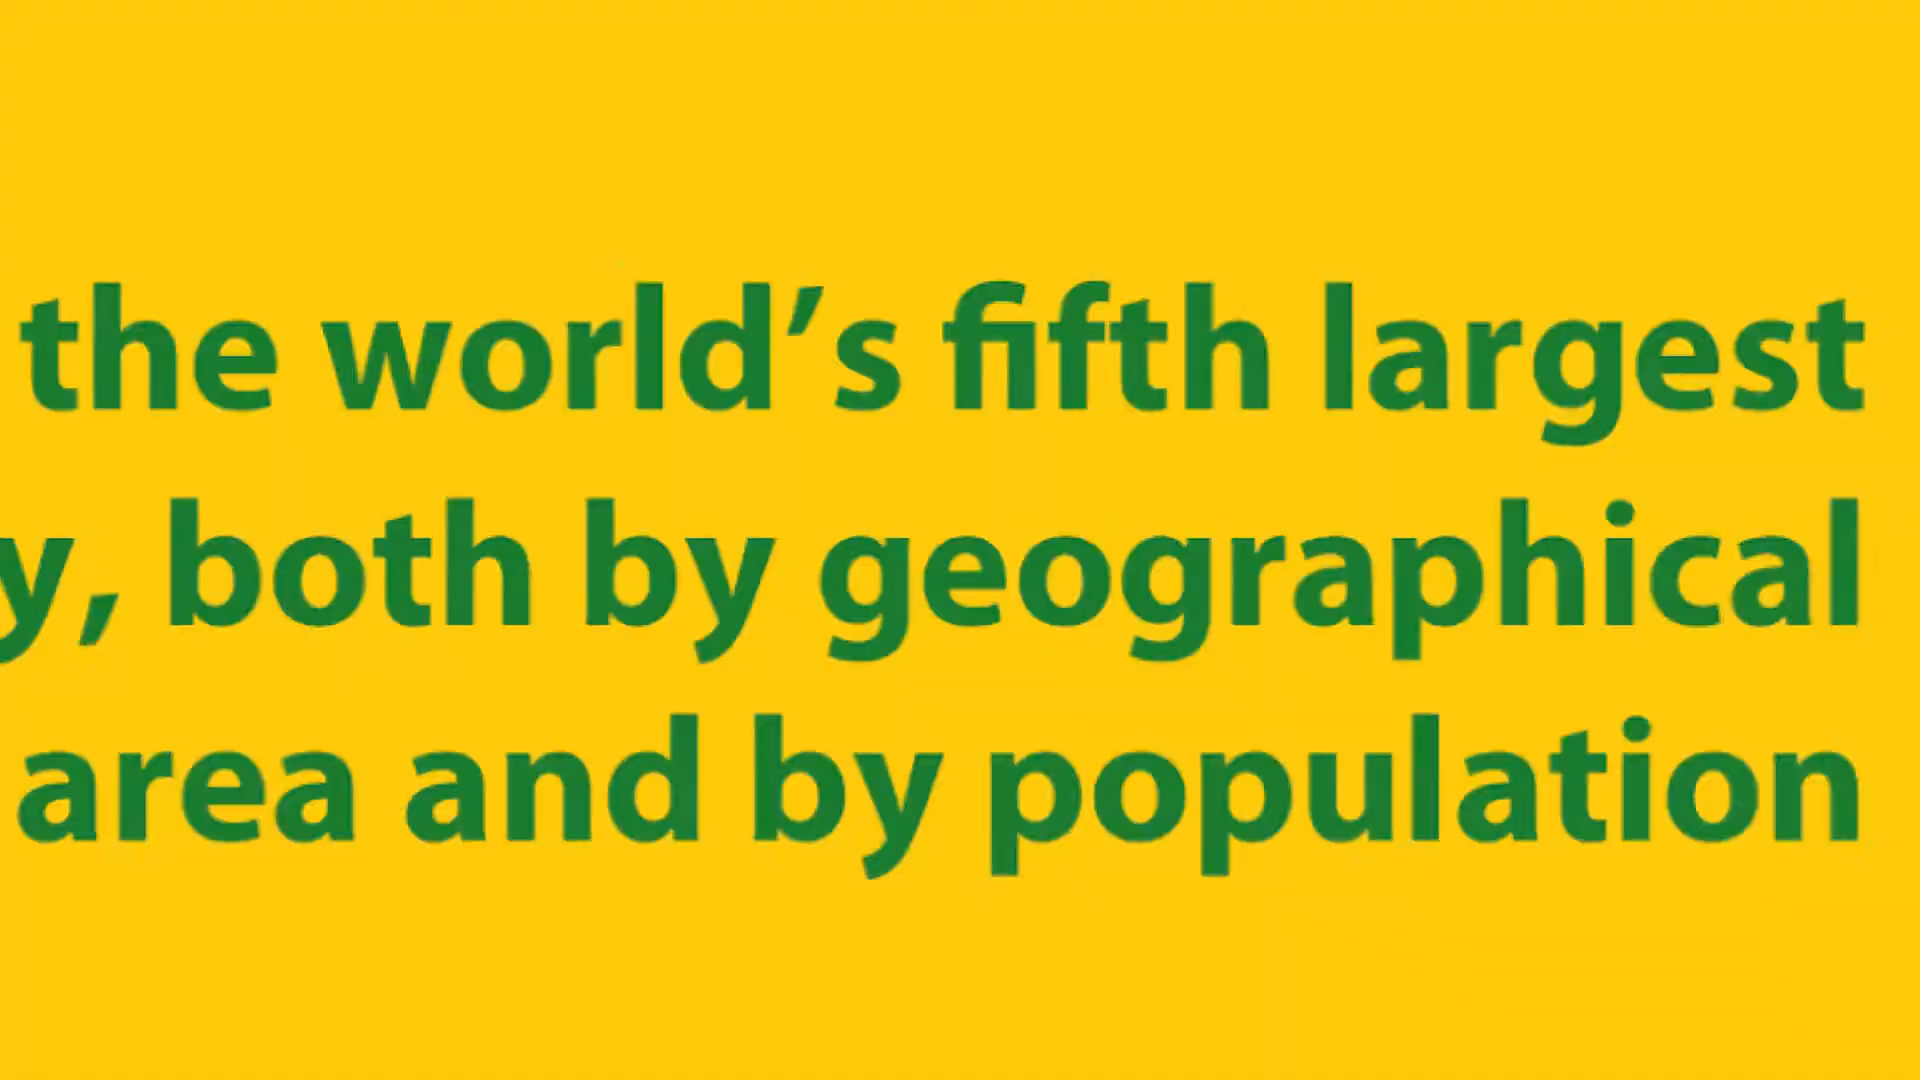 the world’s fifth largest
y, both by geographical
area and by population